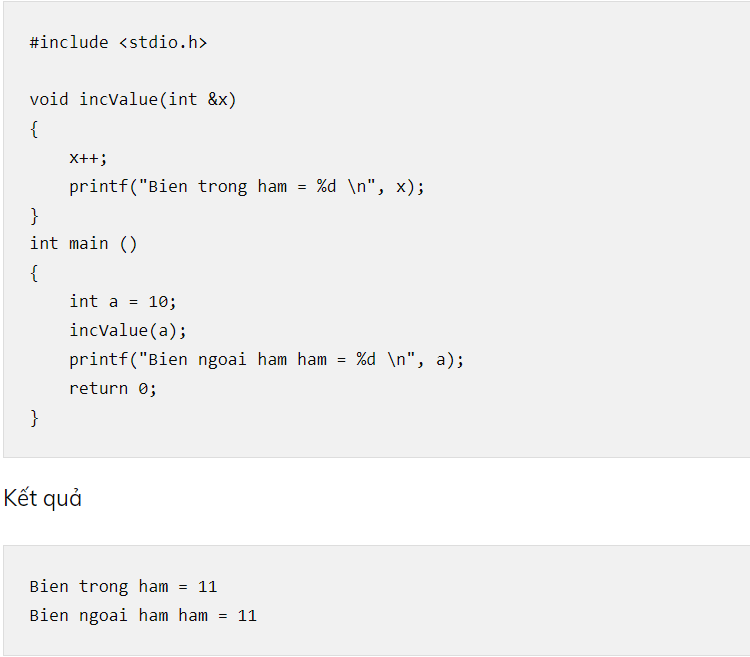 #include <stdio.h>

void incValue(int &x)
{
    x++;
    printf("Bien trong ham = %d \n", x);
}
int main ()
{
    int a = 10;
    incValue(a);
    printf("Bien ngoai ham ham = %d \n", a);
    return 0;
}
Kết quả
Bien trong ham = 11
Bien ngoai ham ham = 11